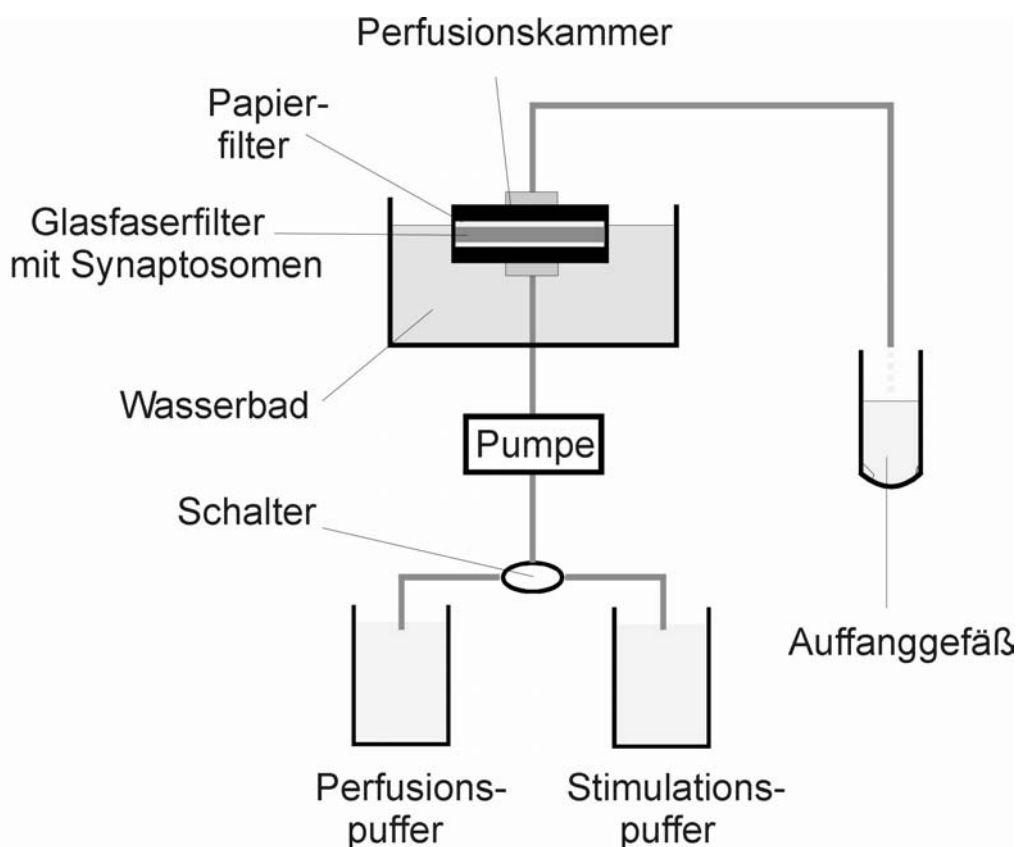 Perfusionskammer
Papier-
filter
Glasfaserfilter
mit Synaptosomen
Wasserbad
Pumpe
Schalter
Auffanggefäß
Perfusions-
puffer
Stimulations-
puffer